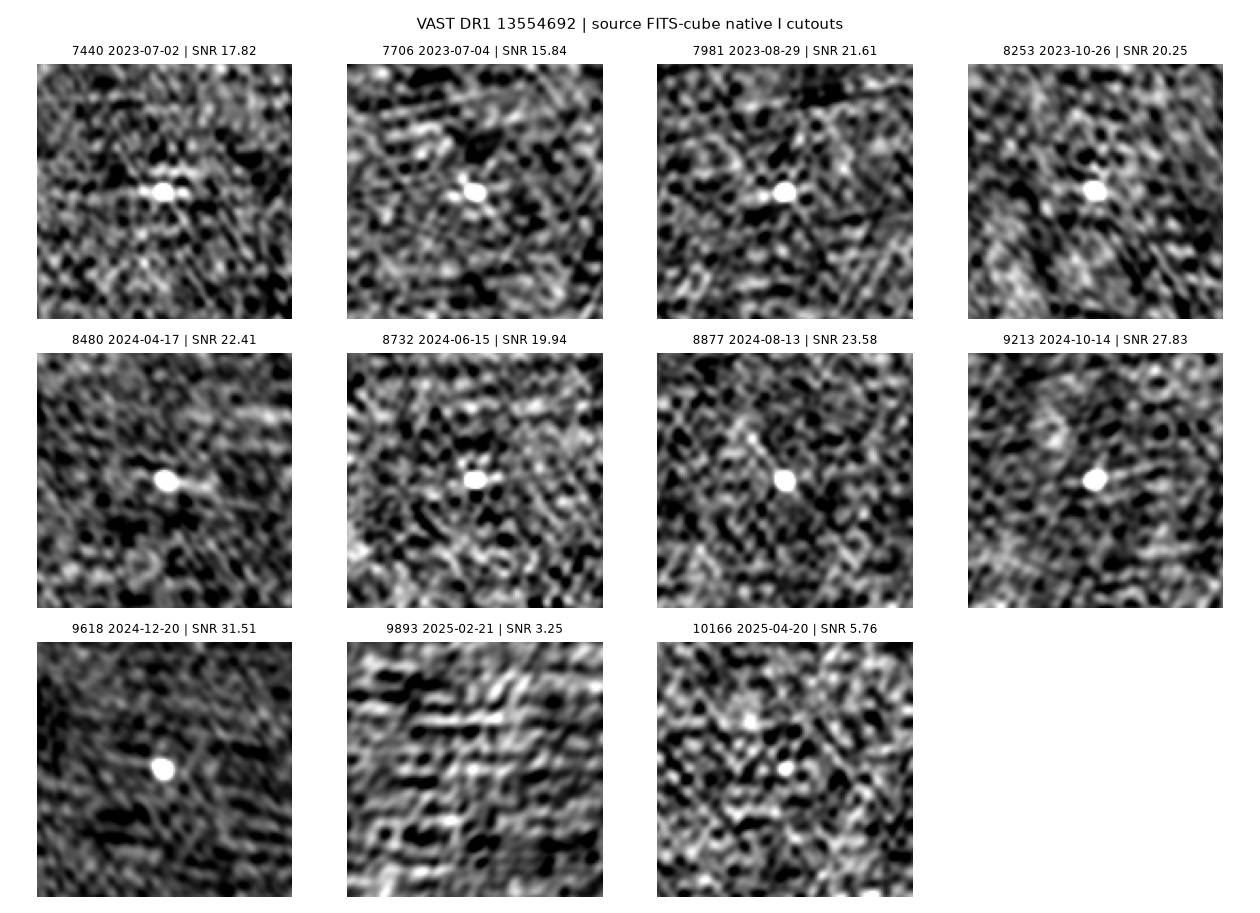 VAST DR1 13554692 | source FITS-cube native I cutouts
7440 2023-07-02 | SNR 17.82
7706 2023-07-04 | SNR 15.84
7981 2023-08-29 | SNR 21.61
8253 2023-10-26 | SNR 20.25
8480 2024-04-17 | SNR 22.41
8732 2024-06-15 | SNR 19.94
8877 2024-08-13 | SNR 23.58
9213 2024-10-14 | SNR 27.83
9618 2024-12-20 | SNR 31.51
9893 2025-02-21 | SNR 3.25
10166 2025-04-20 | SNR 5.76